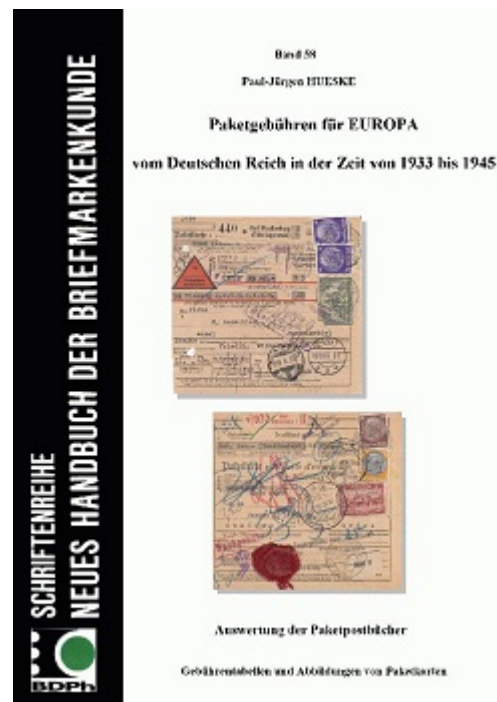 Band 58
Paul-Jürgen HUESKE
Paketgebühren für EUROPA
vom Deutschen Reich in der Zeit von 1933 bis 1945
SCHRIFTENREIHE
NEUES HANDBUCH DER BRIEFMARKENKUNDE
BDPh
440
Auswertung der Paketpostbücher
Gebührentabellen und Abbildungen von Paketkarten